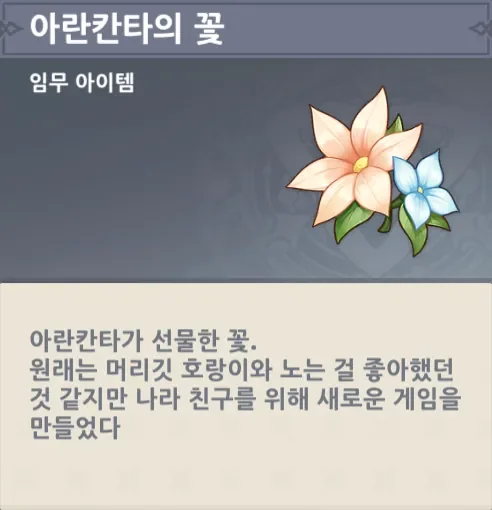 아란칸타의 꽃
임무 아이템
아란칸타가 선물한 꽃.
원래는 머리깃 호랑이와 노는 걸 좋아했던
것 같지만 나라 친구를 위해 새로운 게임을
만들었다